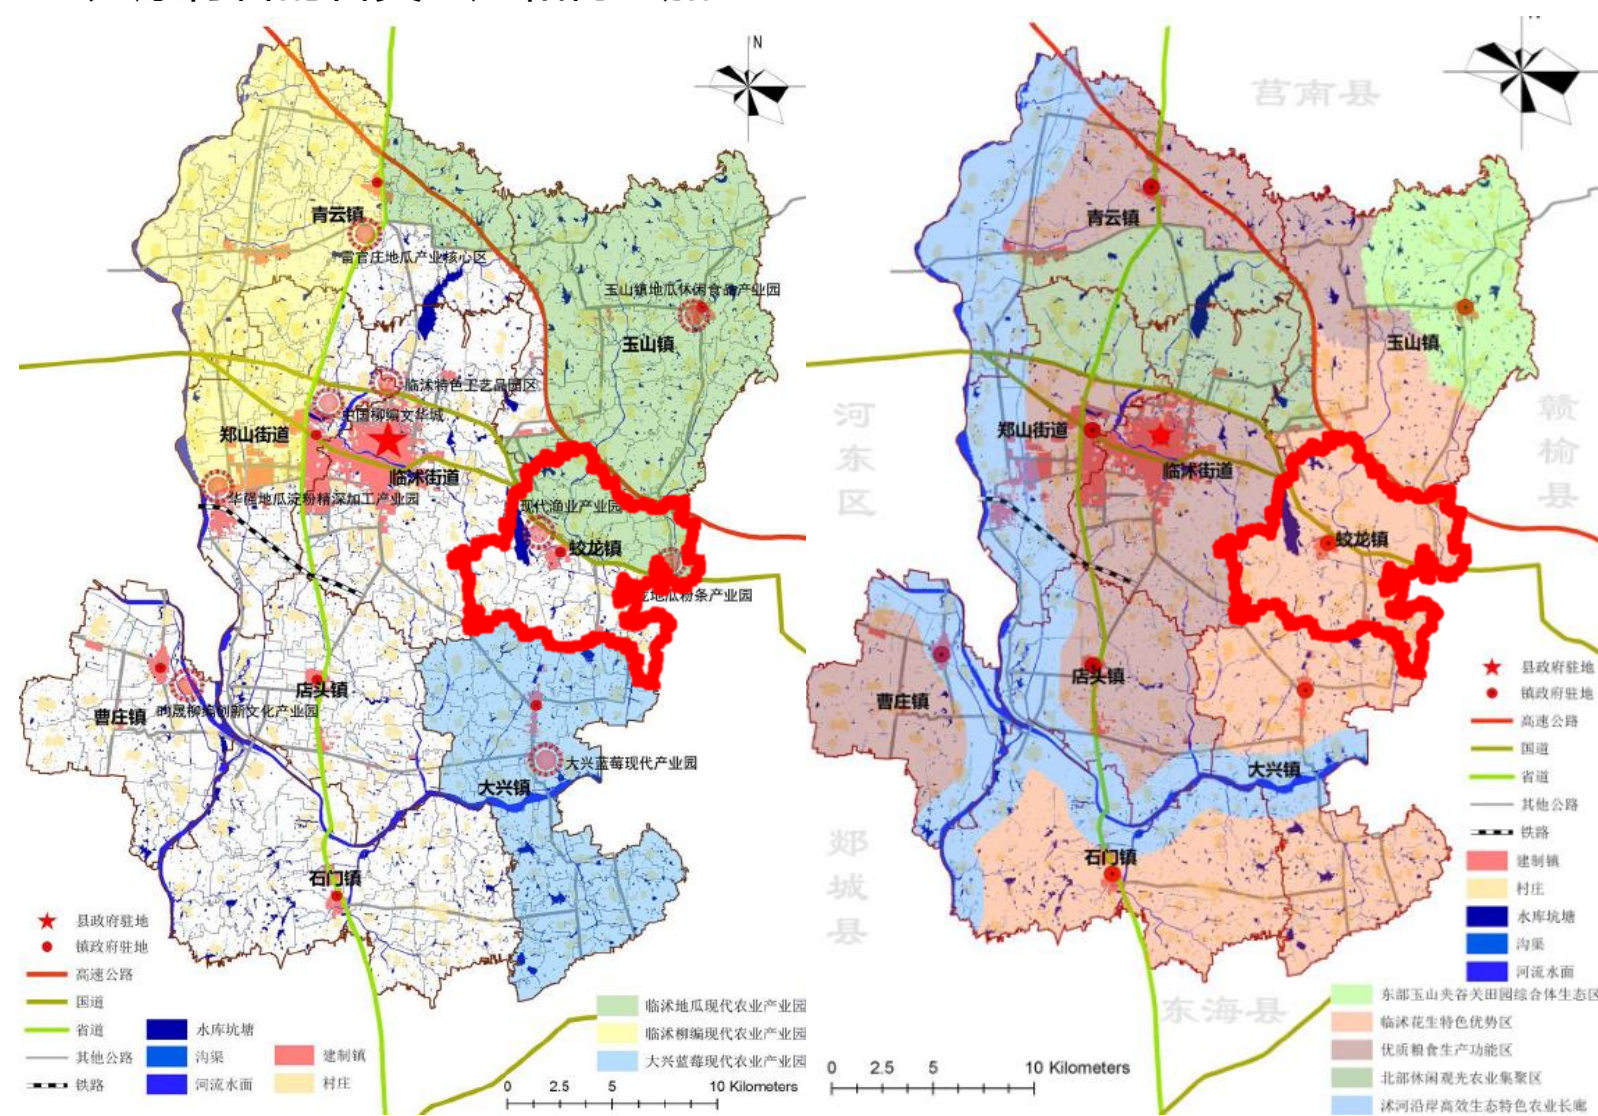 N
青云镇
雷官庄地瓜产业核心区
玉山镇地瓜休闲食品产业园
玉山镇
临沭特色工艺品园区
中国柳编文华城
郑山街道
临沭街道
华强地瓜淀粉精深加工产业园
现代渔业产业园
蛟龙镇
地瓜粉条产业园
曹庄镇
店头镇
昀晟柳编创新文化产业园
大兴蓝莓现代产业园
大兴镇
石门镇
县政府驻地
镇政府驻地
高速公路
国道
省道
其他公路
铁路
水库坑塘
沟渠
河流水面
建制镇
村庄
临沭地瓜现代农业产业园
临沭柳编现代农业产业园
大兴蓝莓现代农业产业园
0 2.5 5 10 Kilometers
莒南县
青云镇
玉山镇
河东区
赣榆县
郑山街道
临沭街道
蛟龙镇
曹庄镇
店头镇
大兴镇
石门镇
郯城县
东海县
县政府驻地
镇政府驻地
高速公路
国道
省道
其他公路
铁路
建制镇
村庄
水库坑塘
沟渠
河流水面
东部玉山夹谷关田园综合体生态区
临沭花生特色优势区
优质粮食生产功能区
北部休闲观光农业集聚区
沭河沿岸高效生态特色农业长廊
0 2.5 5 10 Kilometers